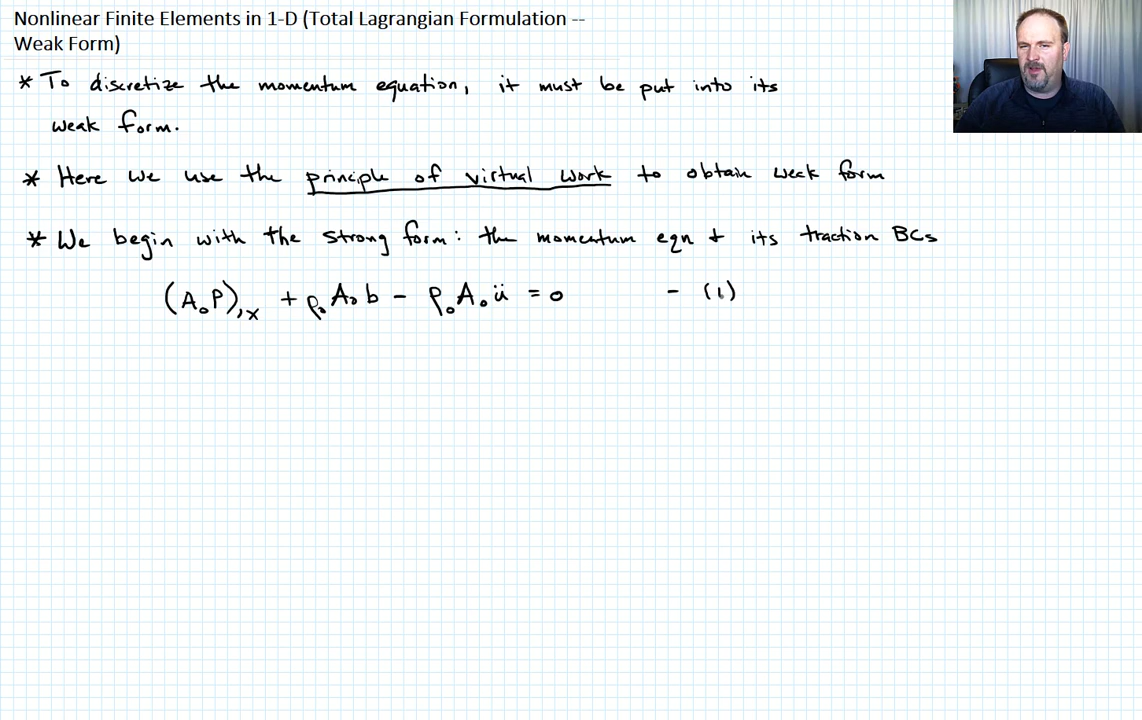 Nonlinear Finite Elements in 1-D (Total Lagrangian Formulation --
Weak Form)
* To discretize the momentum equation, it must be put into its
weak form.
* Here we use the principle of virtual work to obtain weak form
* We begin with the strong form: the momentum eqn + its traction BCs
(A₀P),ₓ + ρ₀A₀b - ρ₀A₀ü = 0 - (1)